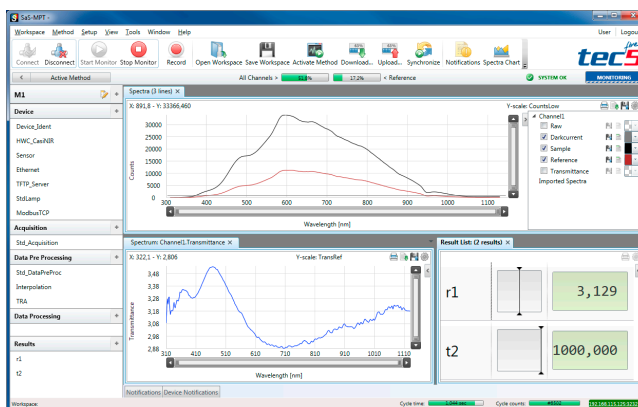 SaS-MPT -
Workspace Method Setup View Tools Window Help User Logout
Connect Disconnect Start Monitor Stop Monitor Record Open Workspace Save Workspace Activate Method Download... Upload... Synchronize Notifications Spectra Chart
tec5
Active Method All Channels > 17,2% < Reference SYSTEM OK MONITORING
M1
Device
Device_Ident
HWC_CasiNIR
Sensor
Ethernet
TFTP_Server
StdLamp
ModbusTCP
Acquisition
Std_Acquisition
Data Pre Processing
Std_DataPreProc
Interpolation
TRA
Data Processing
Results
r1
t2
Spectra (3 lines) ×
X: 891,8 - Y: 33366,460 Y-scale: CountsLow
Counts
30000
25000
20000
15000
10000
5000
0
300 400 500 600 700 800 900 1000 1100
Wavelength [nm]
Channel1
Raw
Darkcurrent
Sample
Reference
Transmittance
Imported Spectra
Spectrum: Channel1.Transmittance ×
X: 322,1 - Y: 2,806 Y-scale: TransRef
Transmittance
3,48
3,38
3,28
3,18
3,08
2,98
2,88
310 410 510 610 710 810 910 1010 1110
Wavelength [nm]
Result List: (2 results) ×
r1 3,129
t2 1000,000
Notifications Device Notifications
Workspace: Cycle time: Cycle counts: